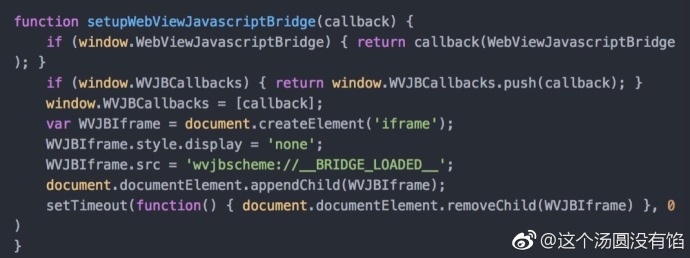 function setupWebViewJavascriptBridge(callback) {
    if (window.WebViewJavascriptBridge) { return callback(WebViewJavascriptBridge
); }
    if (window.WVJBCallbacks) { return window.WVJBCallbacks.push(callback); }
    window.WVJBCallbacks = [callback];
    var WVJBIframe = document.createElement('iframe');
    WVJBIframe.style.display = 'none';
    WVJBIframe.src = 'wvjbscheme://__BRIDGE_LOADED__';
    document.documentElement.appendChild(WVJBIframe);
    setTimeout(function() { document.documentElement.removeChild(WVJBIframe) }, 0
)
}
@这个汤圆没有馅